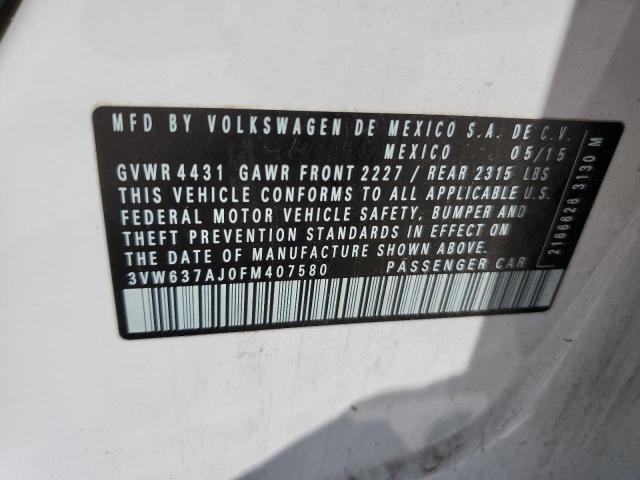 MFD BY VOLKSWAGEN DE MEXICO S.A. DE C.V.
MEXICO 05/15
GVWR 4431 GAWR FRONT 2227 / REAR 2315 LBS
THIS VEHICLE CONFORMS TO ALL APPLICABLE U.S.
FEDERAL MOTOR VEHICLE SAFETY, BUMPER AND
THEFT PREVENTION STANDARDS IN EFFECT ON
THE DATE OF MANUFACTURE SHOWN ABOVE.
3VW637AJ0FM407580 PASSENGER CAR
2166626 3130 M